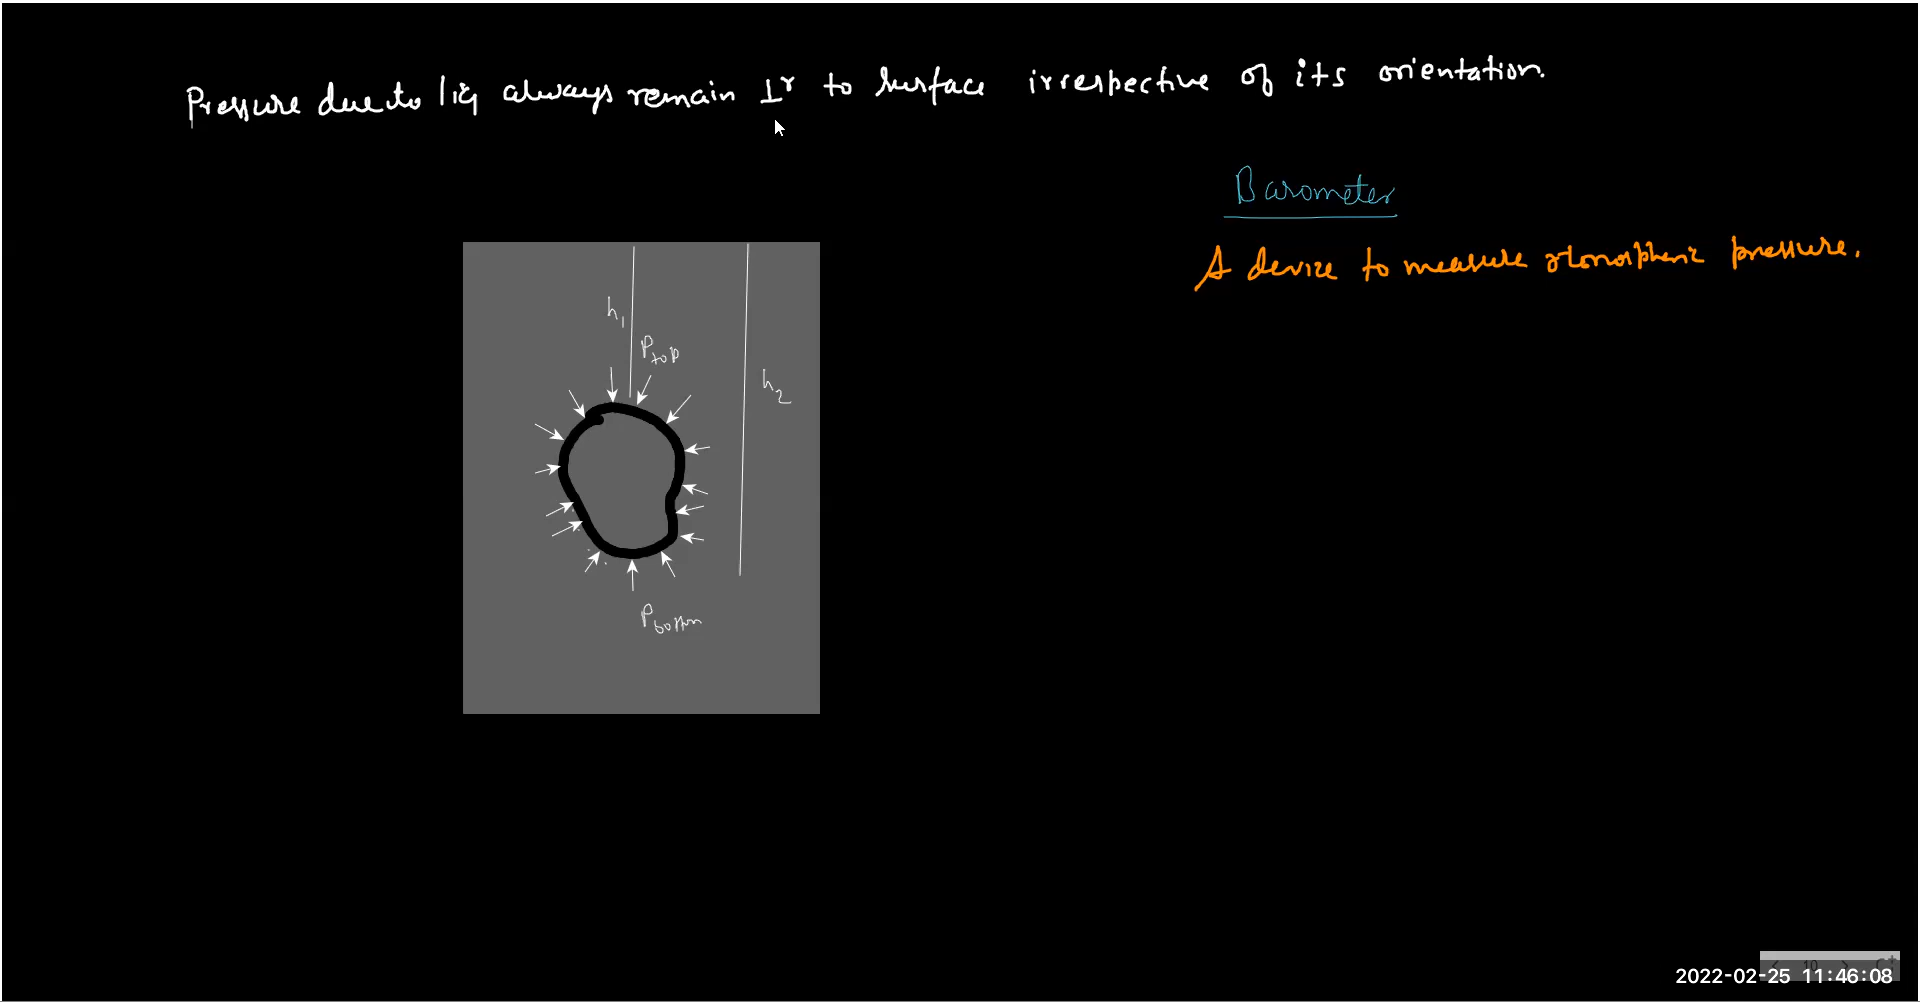 Pressure due to liq always remain ⊥r to surface irrespective of its orientation.
Barometer
A device to measure atmospheric pressure.
h1
Ptop
h2
Pbottom
2022-02-25 11:46:08